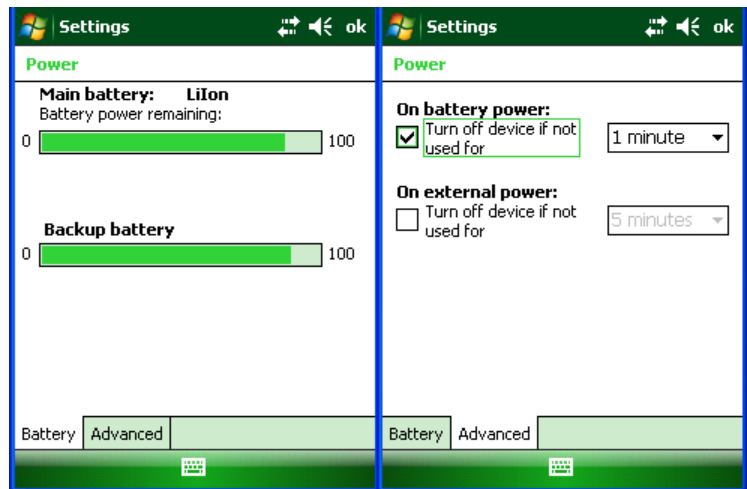 Settings ok
Power
Main battery: LiIon
Battery power remaining:
0 100
Backup battery
0 100
Battery Advanced
Settings ok
Power
On battery power:
Turn off device if not
used for
1 minute
On external power:
Turn off device if not
used for
5 minutes
Battery Advanced